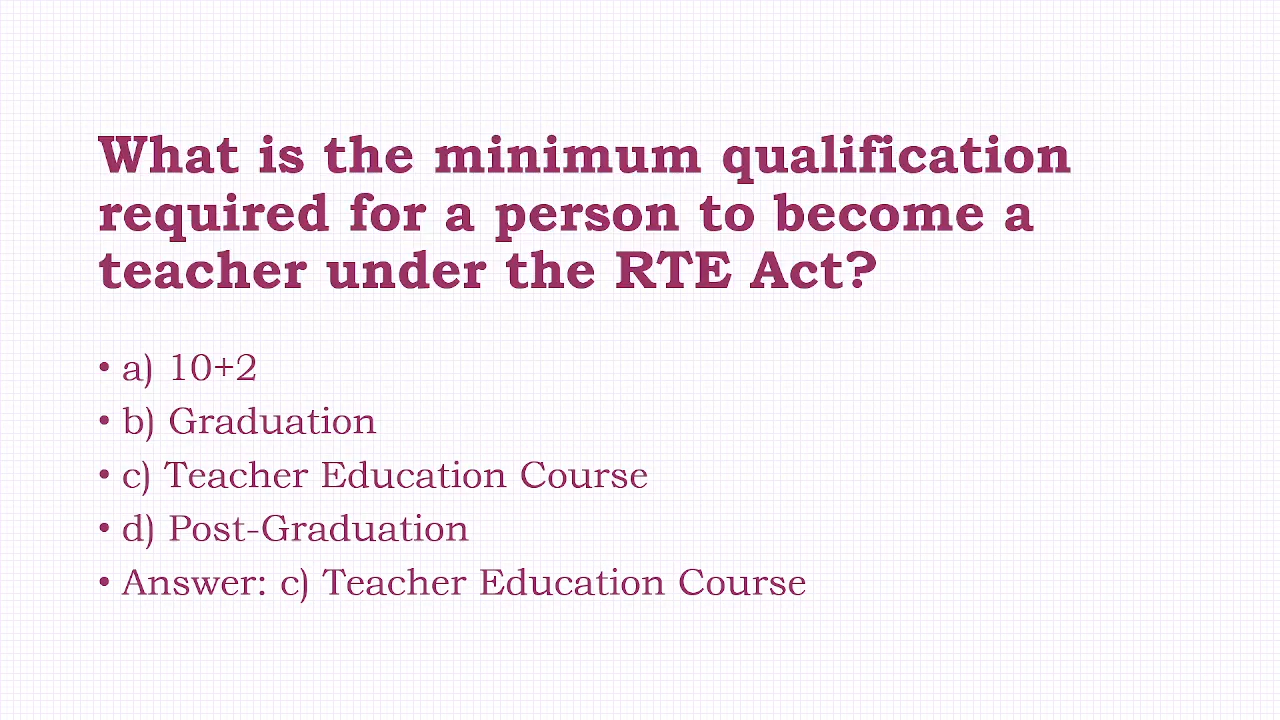 What is the minimum qualification
required for a person to become a
teacher under the RTE Act?
• a) 10+2
• b) Graduation
• c) Teacher Education Course
• d) Post-Graduation
• Answer: c) Teacher Education Course